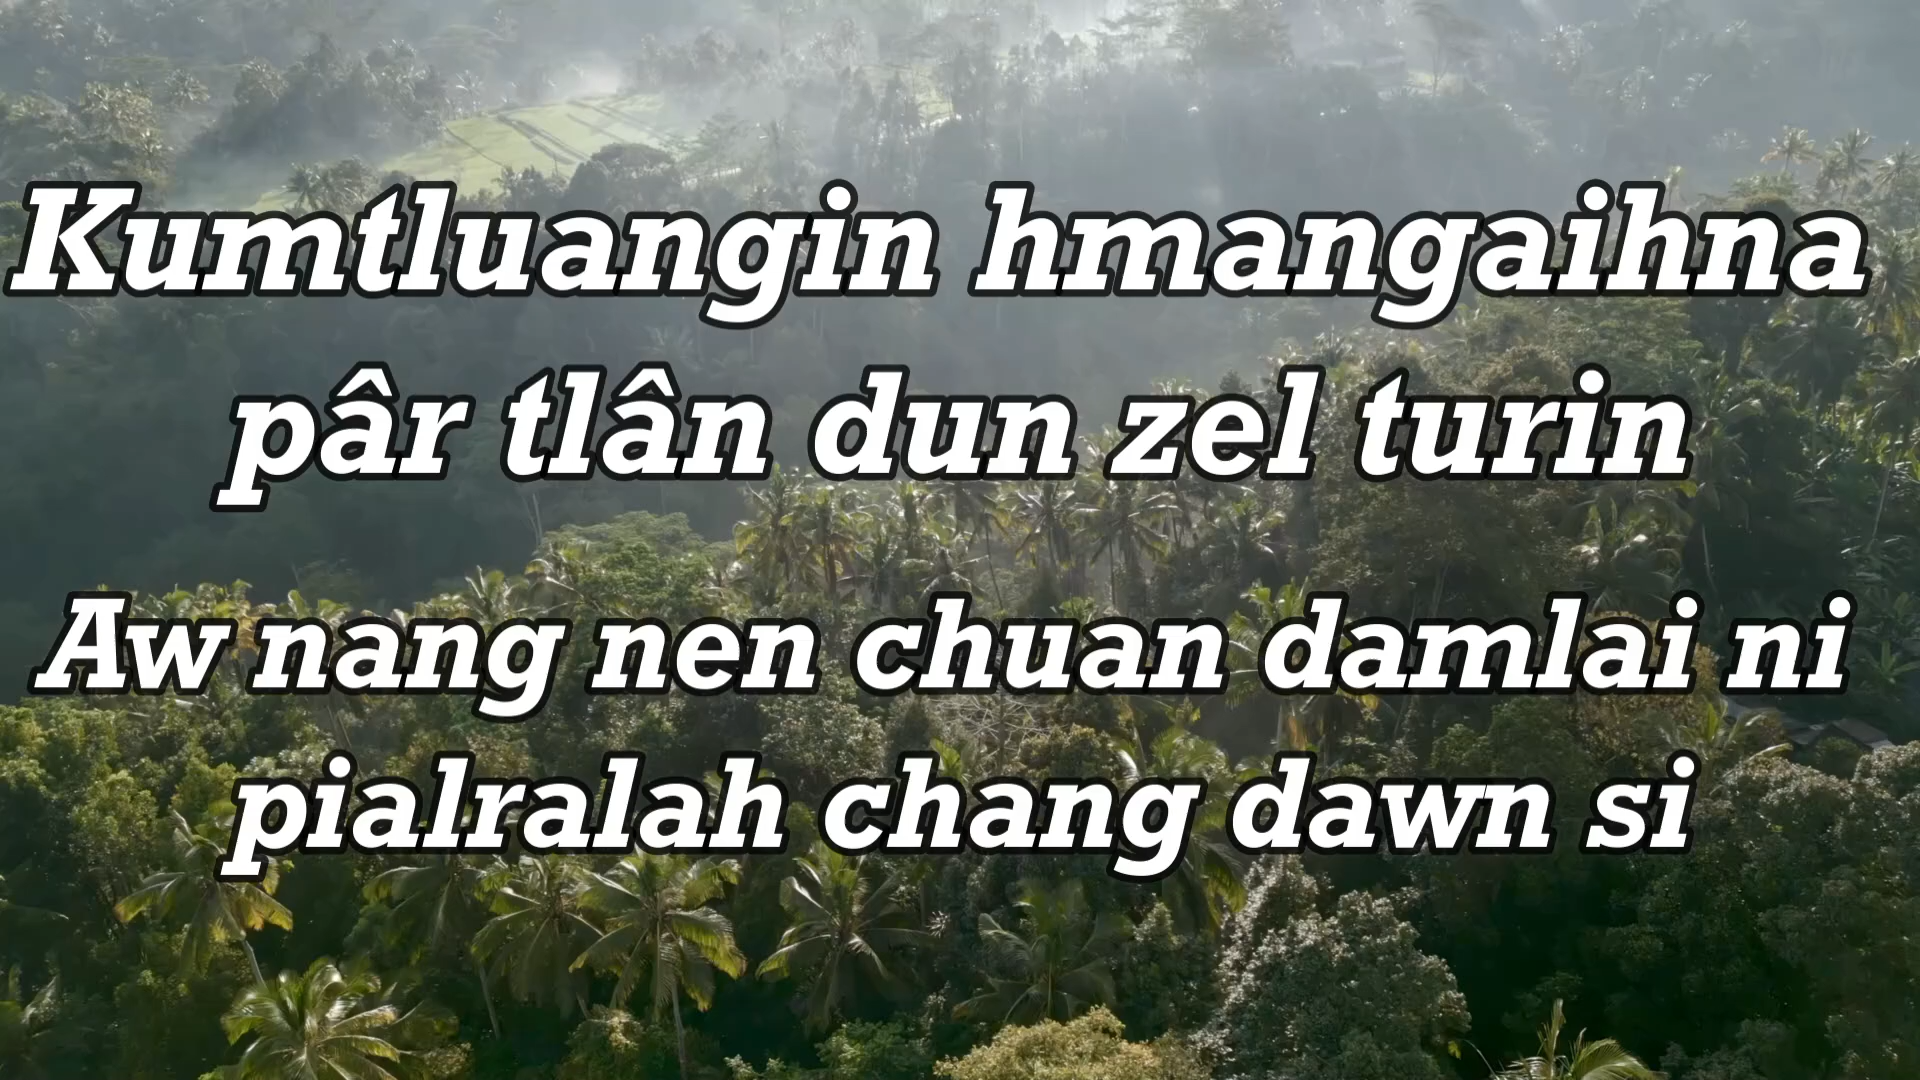 Kumtluangin hmangaihna
pâr tlân dun zel turin
Aw nang nen chuan damlai ni
pialralah chang dawn si